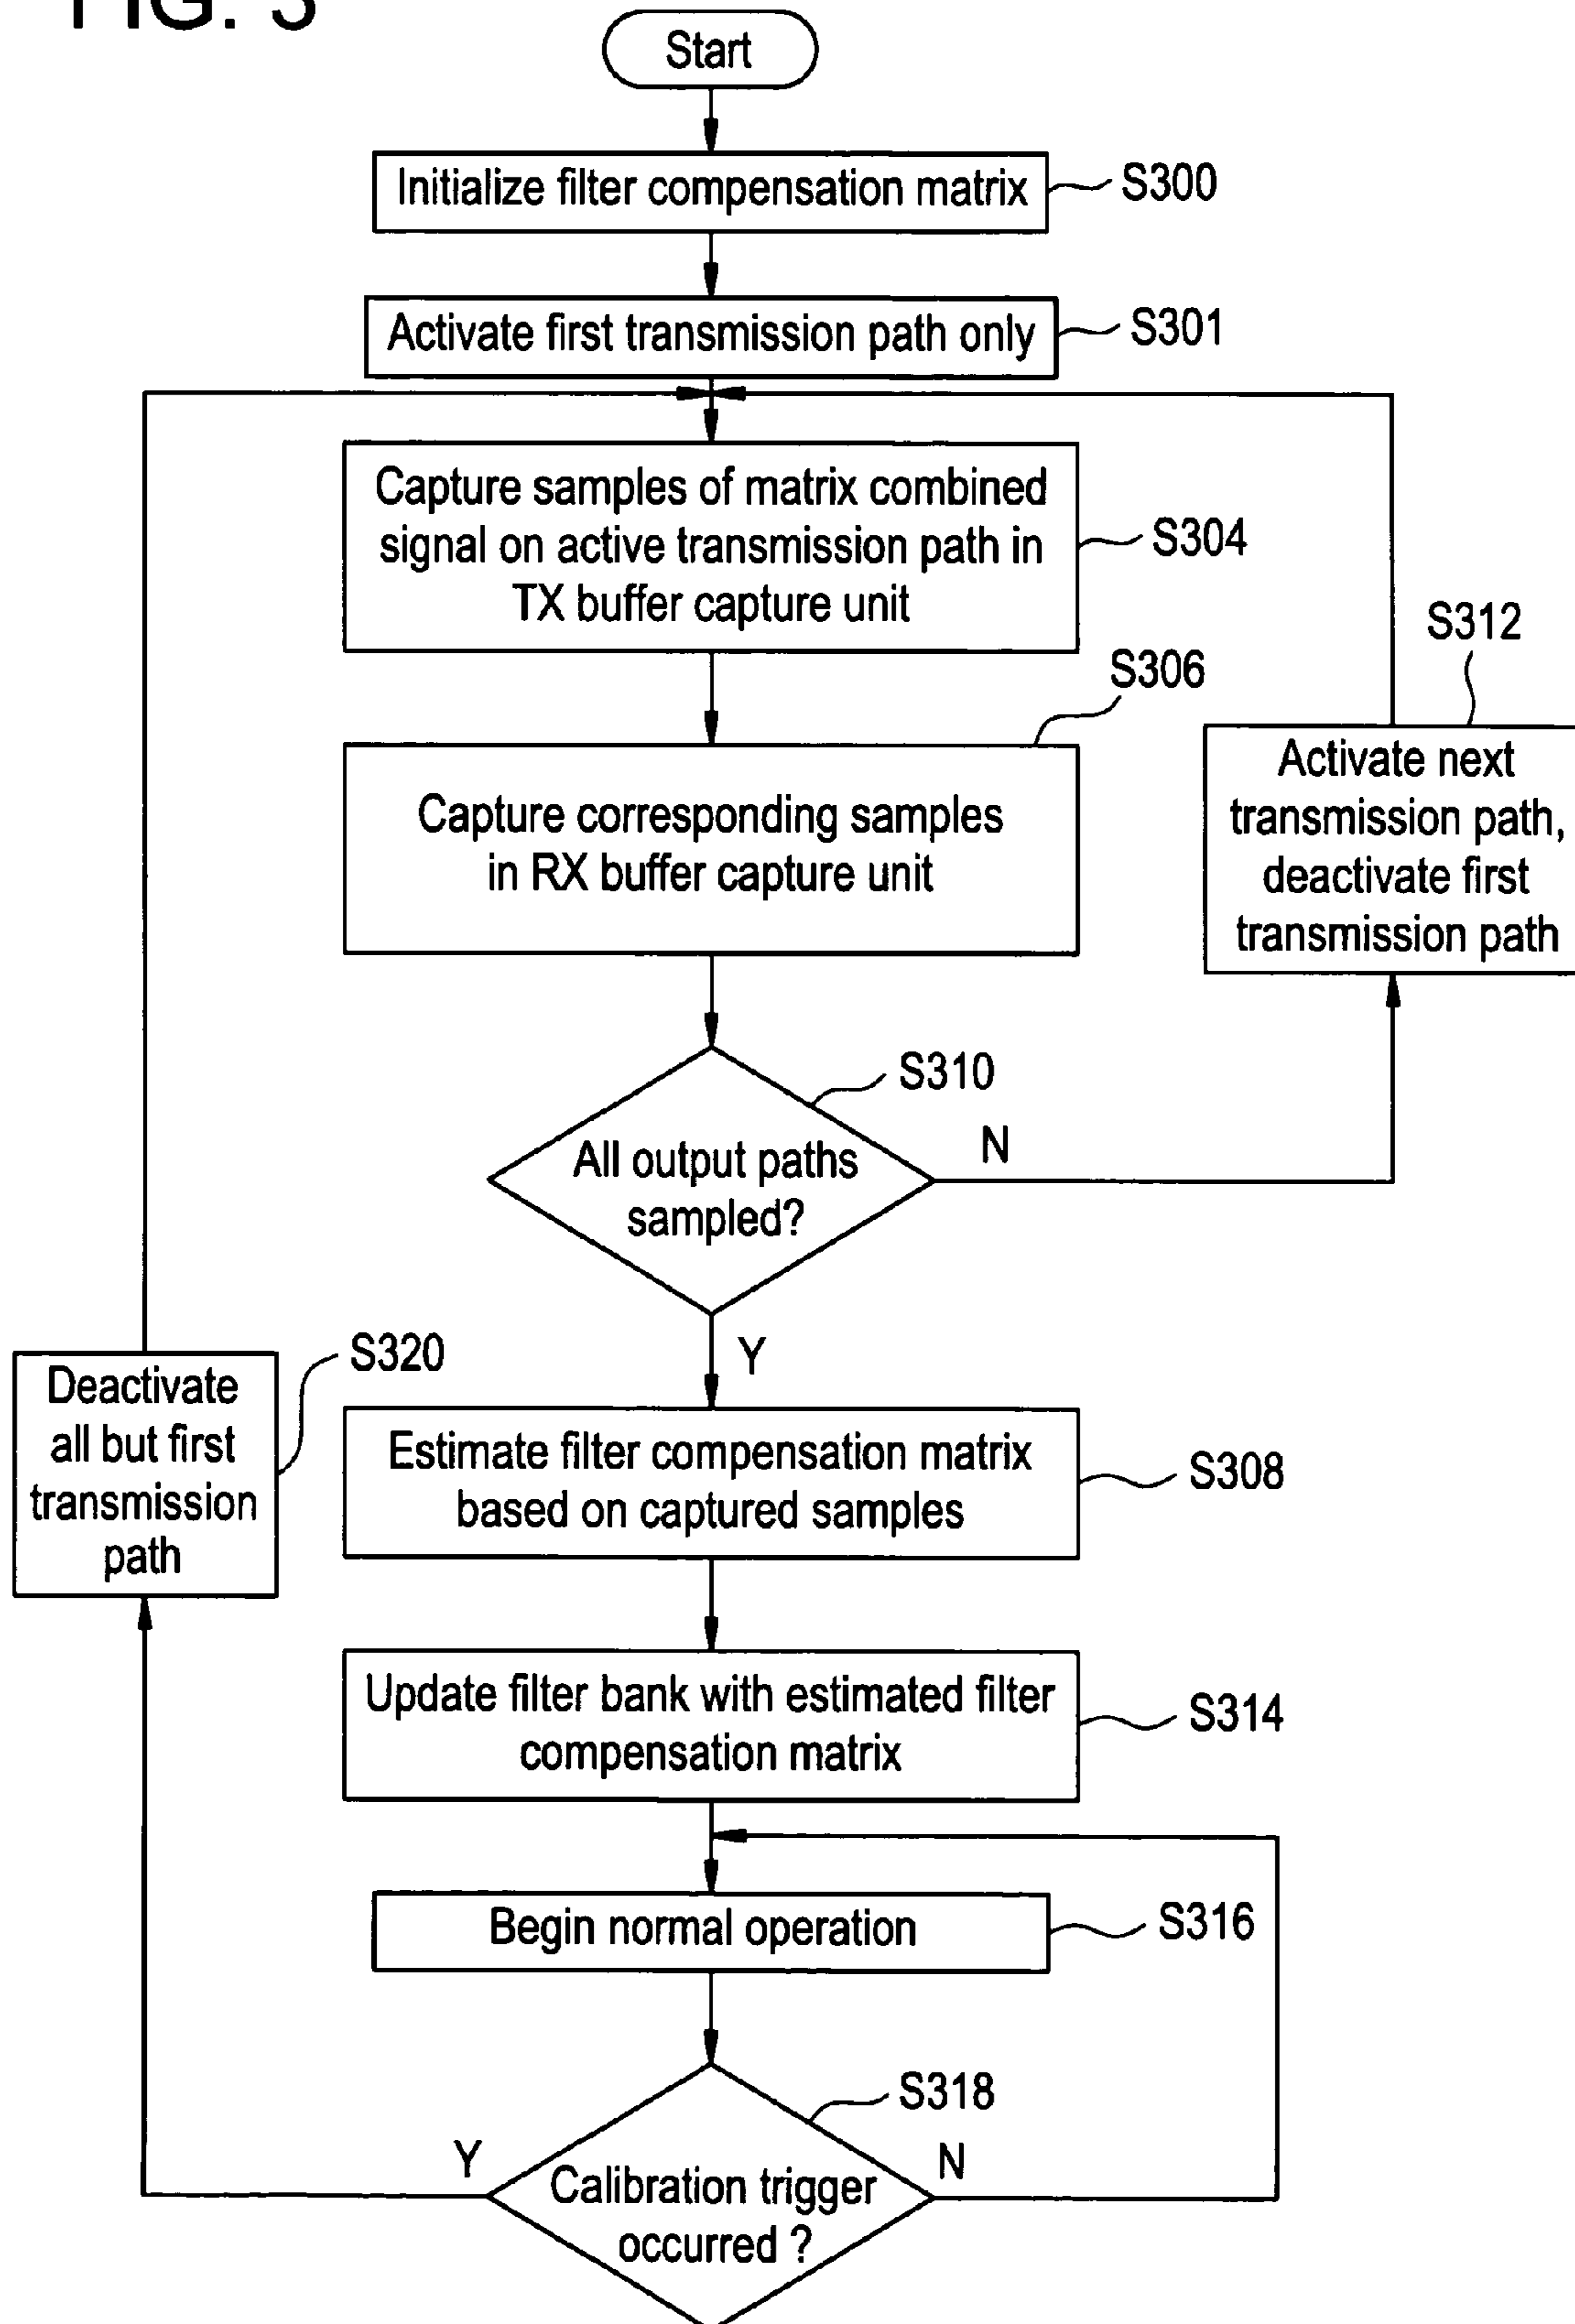 FIG. 3
Start
Initialize filter compensation matrix
S300
Activate first transmission path only
S301
Capture samples of matrix combined
signal on active transmission path in
TX buffer capture unit
S304
S312
S306
Capture corresponding samples
in RX buffer capture unit
Activate next
transmission path,
deactivate first
transmission path
S310
All output paths
sampled?
N
Y
S320
Deactivate
all but first
transmission
path
Estimate filter compensation matrix
based on captured samples
S308
Update filter bank with estimated filter
compensation matrix
S314
Begin normal operation
S316
S318
Y
Calibration trigger
occurred ?
N